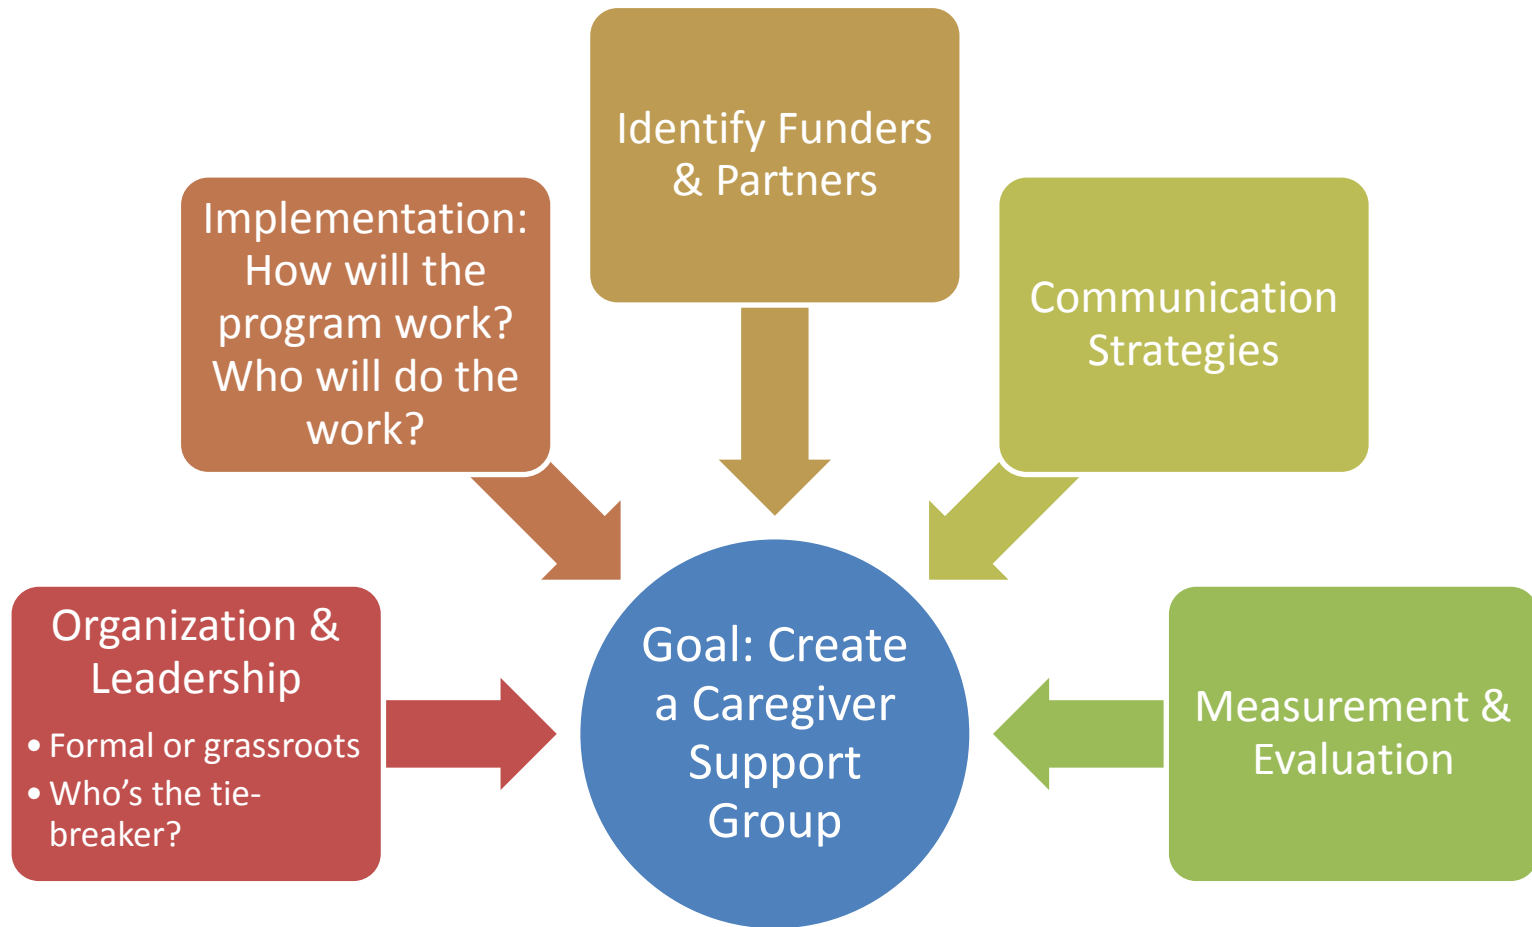 Identify Funders
& Partners
Implementation:
How will the
program work?
Who will do the
work?
Communication
Strategies
Organization &
Leadership
• Formal or grassroots
• Who’s the tie-
breaker?
Goal: Create
a Caregiver
Support
Group
Measurement &
Evaluation